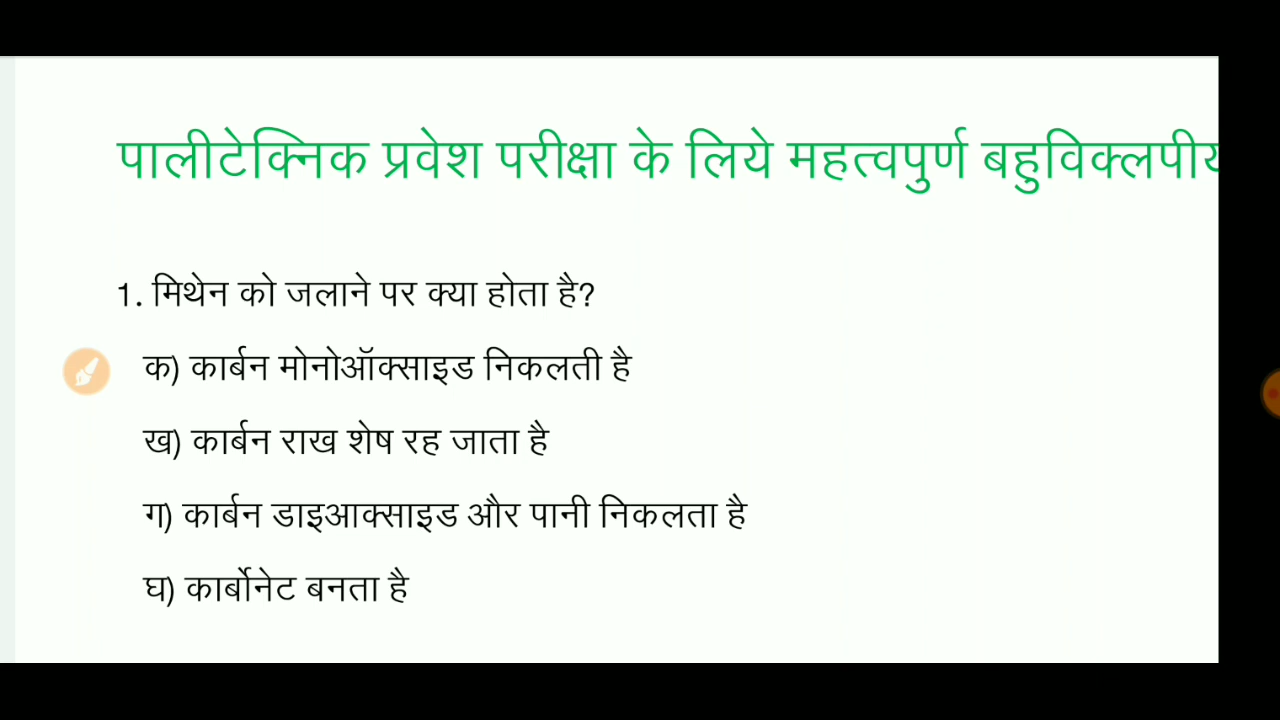 पालीटेक्निक प्रवेश परीक्षा के लिये महत्वपुर्ण बहुविक्लपीय
1. मिथेन को जलाने पर क्या होता है?
क) कार्बन मोनोऑक्साइड निकलती है
ख) कार्बन राख शेष रह जाता है
ग) कार्बन डाइआक्साइड और पानी निकलता है
घ) कार्बोनेट बनता है